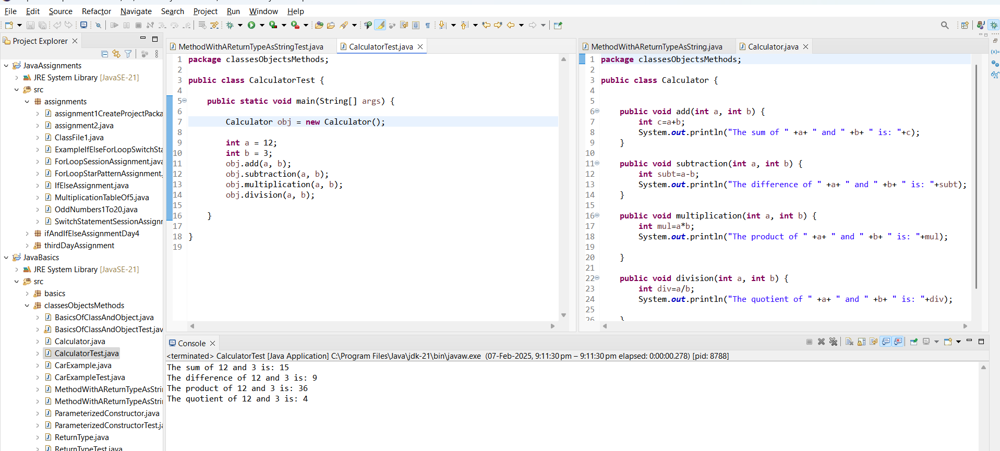 File Edit Source Refactor Navigate Search Project Run Window Help
Project Explorer
JavaAssignments
JRE System Library [JavaSE-21]
src
assignments
assignment1CreateProjectPacka
assignment2.java
ClassFile1.java
ExampleIfElseForLoopSwitchSta
ForLoopSessionAssignment.java
ForLoopStarPatternAssignment.
IfElseAssignment.java
MultiplicationTableOf5.java
OddNumbers1To20.java
SwitchStatementSessionAssignm
ifAndIfElseAssignmentDay4
thirdDayAssignment
JavaBasics
JRE System Library [JavaSE-21]
src
basics
classesObjectsMethods
BasicsOfClassAndObject.java
BasicsOfClassAndObjectTest.jav
Calculator.java
CalculatorTest.java
CarExample.java
CarExampleTest.java
MethodWithAReturnTypeAsStri
MethodWithAReturnTypeAsStri
ParameterizedConstructor.java
ParameterizedConstructorTest.ja
ReturnType.java
ReturnTypeTest.java
MethodWithAReturnTypeAsStringTest.java CalculatorTest.java
1 package classesObjectsMethods;
2
3 public class CalculatorTest {
4
5 public static void main(String[] args) {
6
7 Calculator obj = new Calculator();
8
9 int a = 12;
10 int b = 3;
11 obj.add(a, b);
12 obj.subtraction(a, b);
13 obj.multiplication(a, b);
14 obj.division(a, b);
15
16 }
17
18 }
19
MethodWithAReturnTypeAsString.java Calculator.java
1 package classesObjectsMethods;
2
3 public class Calculator {
4
5
6 public void add(int a, int b) {
7 int c=a+b;
8 System.out.println("The sum of " +a+ " and " +b+ " is: "+c);
9 }
10
11 public void subtraction(int a, int b) {
12 int subt=a-b;
13 System.out.println("The difference of " +a+ " and " +b+ " is: "+subt);
14 }
15
16 public void multiplication(int a, int b) {
17 int mul=a*b;
18 System.out.println("The product of " +a+ " and " +b+ " is: "+mul);
19
20 }
21
22 public void division(int a, int b) {
23 int div=a/b;
24 System.out.println("The quotient of " +a+ " and " +b+ " is: "+div);
25
26 }
Console
<terminated> CalculatorTest [Java Application] C:\Program Files\Java\jdk-21\bin\javaw.exe (07-Feb-2025, 9:11:30 pm – 9:11:30 pm elapsed: 0:00:00.278) [pid: 8788]
The sum of 12 and 3 is: 15
The difference of 12 and 3 is: 9
The product of 12 and 3 is: 36
The quotient of 12 and 3 is: 4